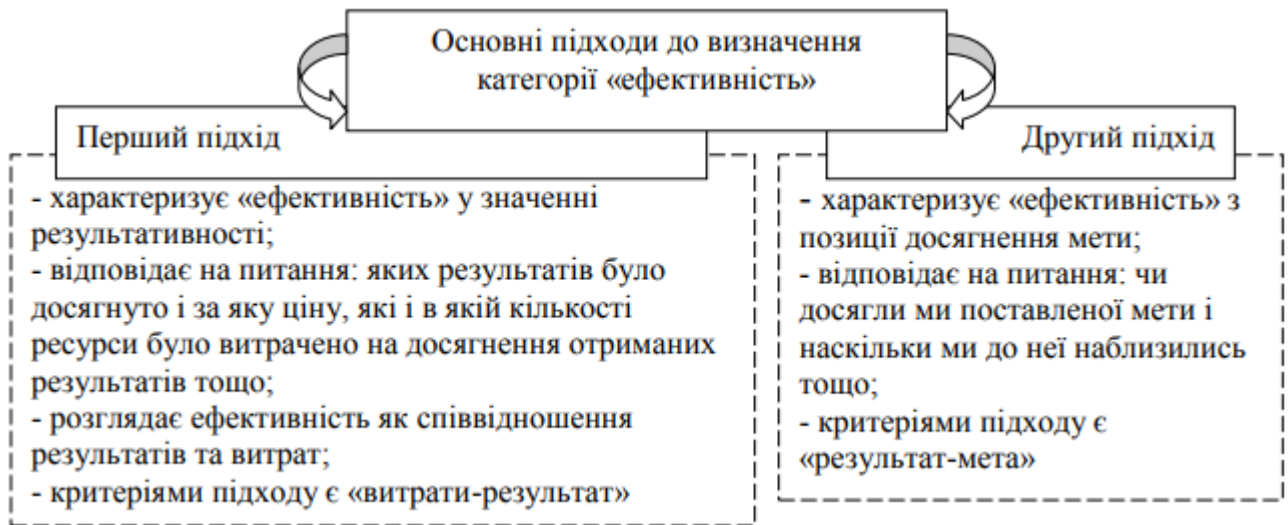 Основні підходи до визначення
категорії «ефективність»
Перший підхід
- характеризує «ефективність» у значенні
результативності;
- відповідає на питання: яких результатів було
досягнуто і за яку ціну, які і в якій кількості
ресурси було витрачено на досягнення отриманих
результатів тощо;
- розглядає ефективність як співвідношення
результатів та витрат;
- критеріями підходу є «витрати-результат»
Другий підхід
- характеризує «ефективність» з
позиції досягнення мети;
- відповідає на питання: чи
досягли ми поставленої мети і
наскільки ми до неї наблизились
тощо;
- критеріями підходу є
«результат-мета»